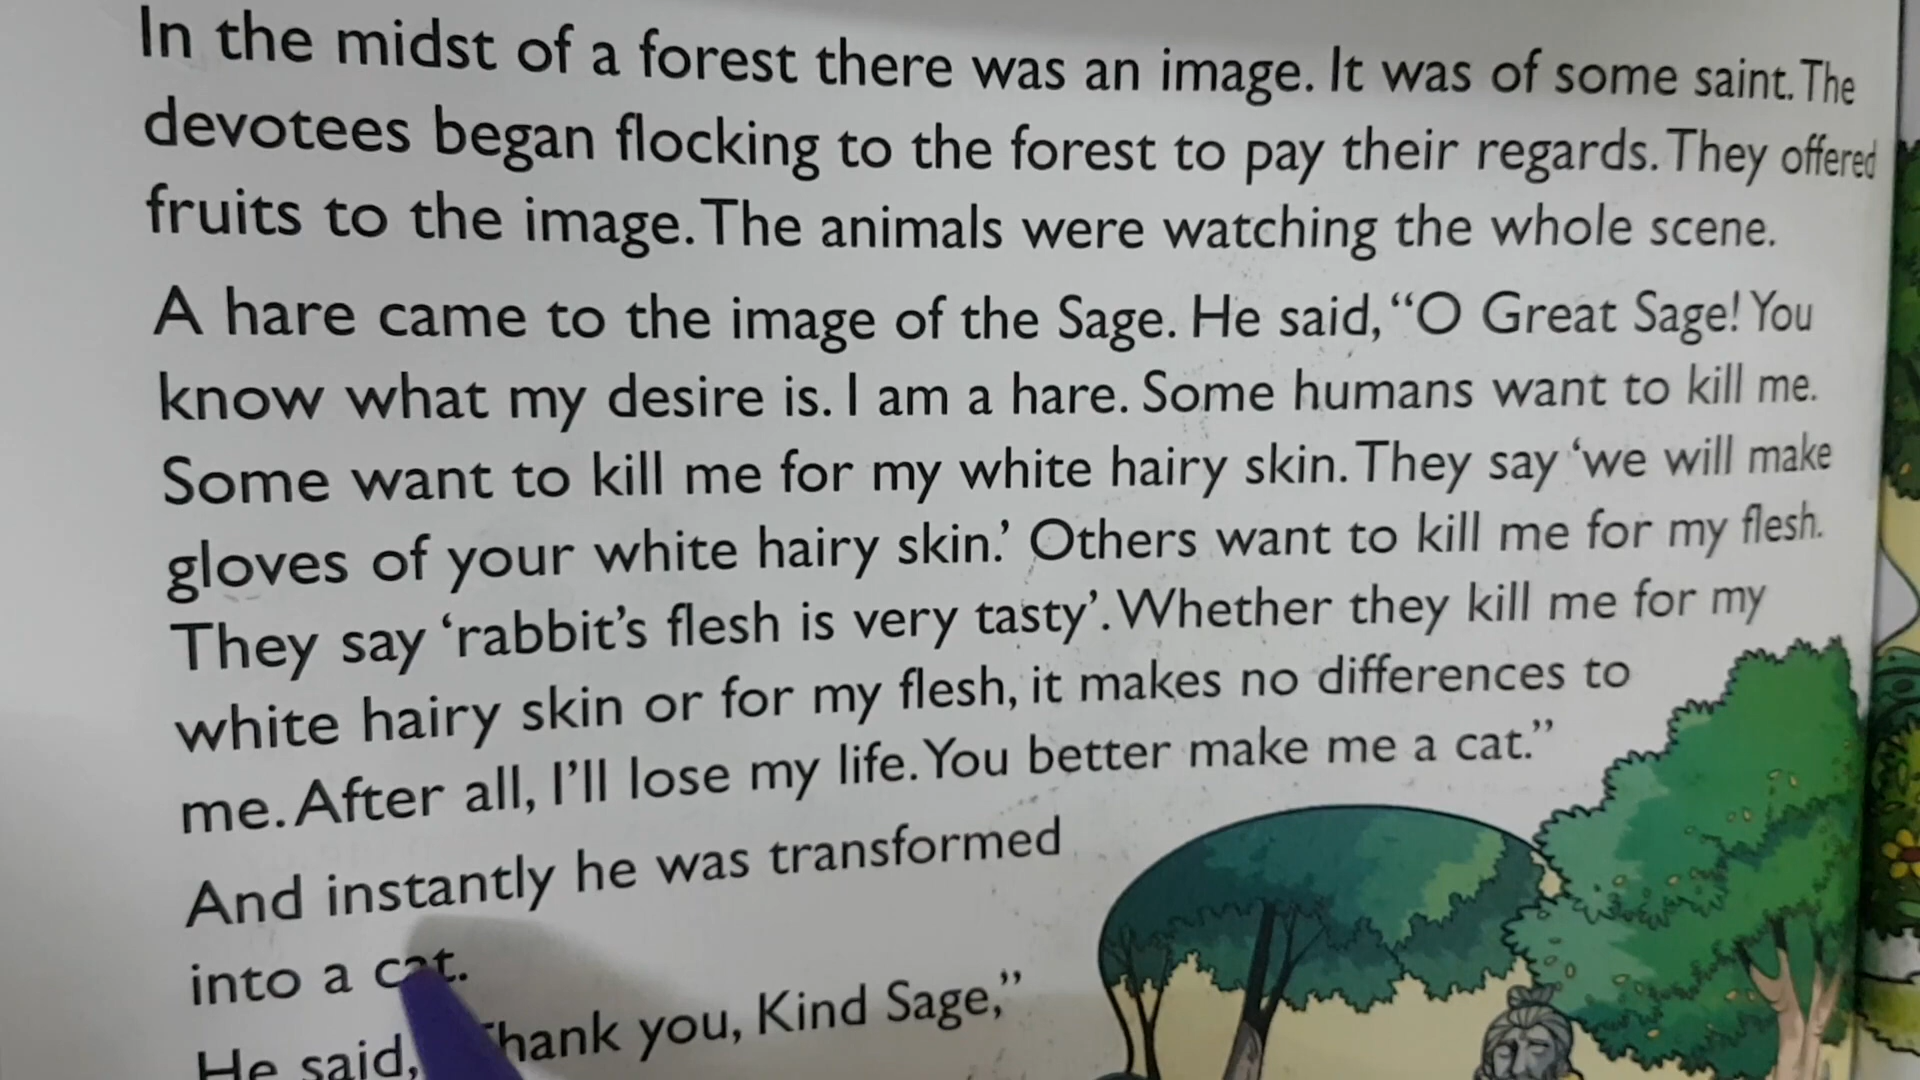 In the midst of a forest there was an image. It was of some saint. The
devotees began flocking to the forest to pay their regards. They offered
fruits to the image. The animals were watching the whole scene.
A hare came to the image of the Sage. He said, “O Great Sage! You
know what my desire is. I am a hare. Some humans want to kill me.
Some want to kill me for my white hairy skin. They say ‘we will make
gloves of your white hairy skin.’ Others want to kill me for my flesh.
They say ‘rabbit’s flesh is very tasty’. Whether they kill me for my
white hairy skin or for my flesh, it makes no differences to
me. After all, I’ll lose my life. You better make me a cat.”
And instantly he was transformed
into a cat.
He said, “Thank you, Kind Sage,”